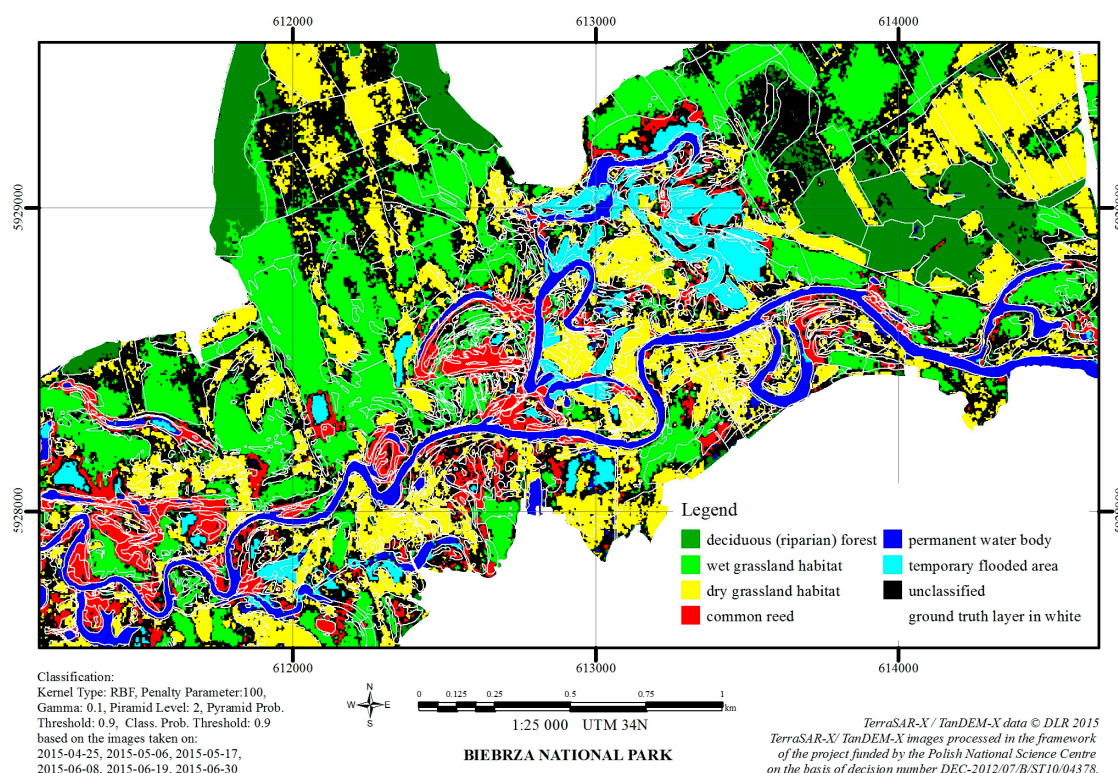 612000 613000 614000
5929000 5929000
5928000 5928000
Legend
deciduous (riparian) forest permanent water body
wet grassland habitat temporary flooded area
dry grassland habitat unclassified
common reed ground truth layer in white
612000 613000 614000
Classification:
Kernel Type: RBF, Penalty Parameter:100,
Gamma: 0.1, Piramid Level: 2, Pyramid Prob.
Threshold: 0.9, Class. Prob. Threshold: 0.9
based on the images taken on:
2015-04-25, 2015-05-06, 2015-05-17,
2015-06-08, 2015-06-19, 2015-06-30
N
W E
S
0 0.125 0.25 0.5 0.75 1
km
1:25 000 UTM 34N
BIEBRZA NATIONAL PARK
TerraSAR-X / TanDEM-X data © DLR 2015
TerraSAR-X/ TanDEM-X images processed in the framework
of the project funded by the Polish National Science Centre
on the basis of decision number DEC-2012/07/B/ST10/04378.